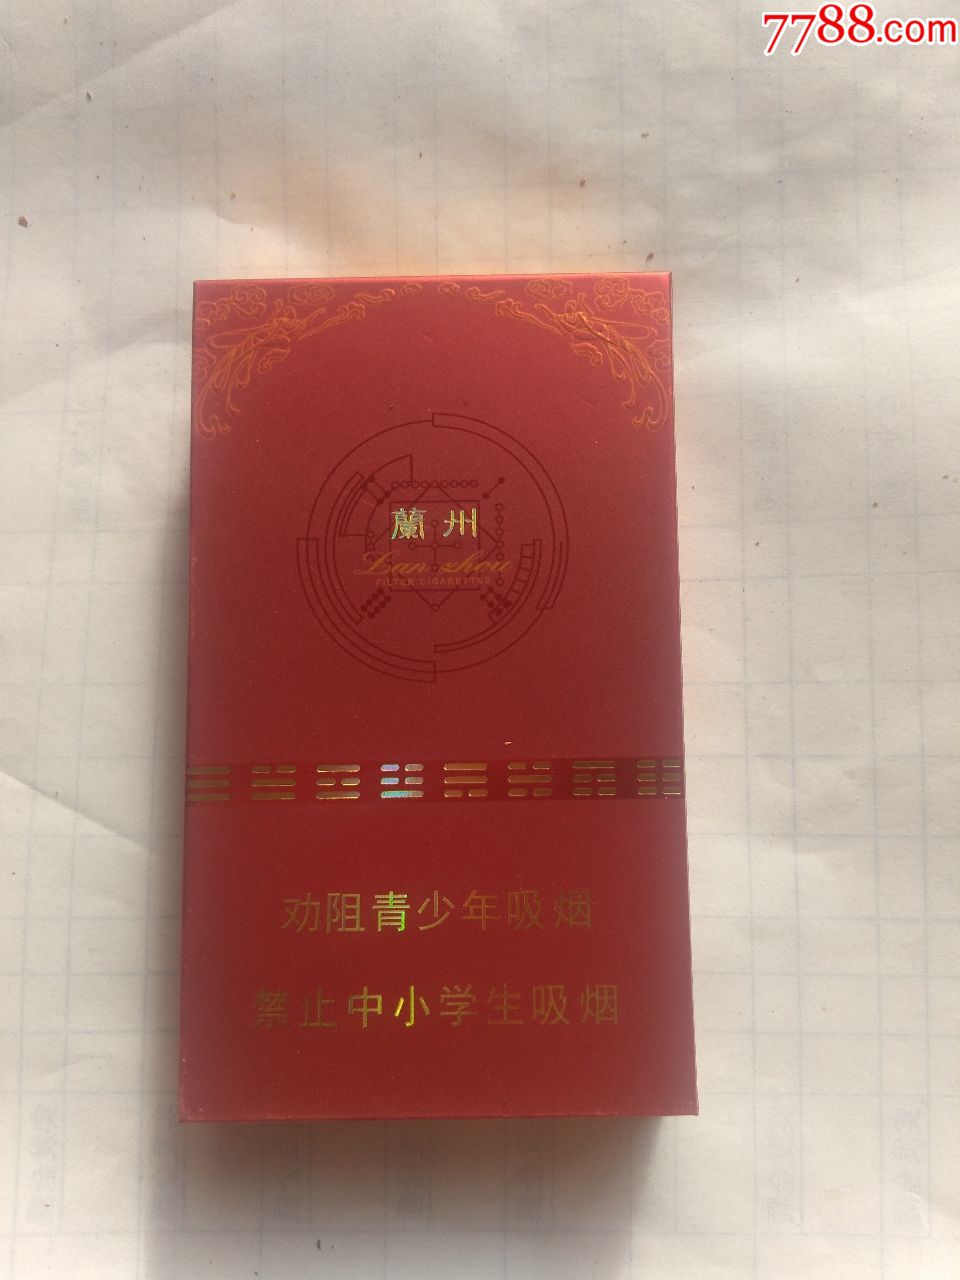 7788.com
蘭州
Lan zhou
FILTER CIGARETTES
劝阻青少年吸烟
禁止中小学生吸烟